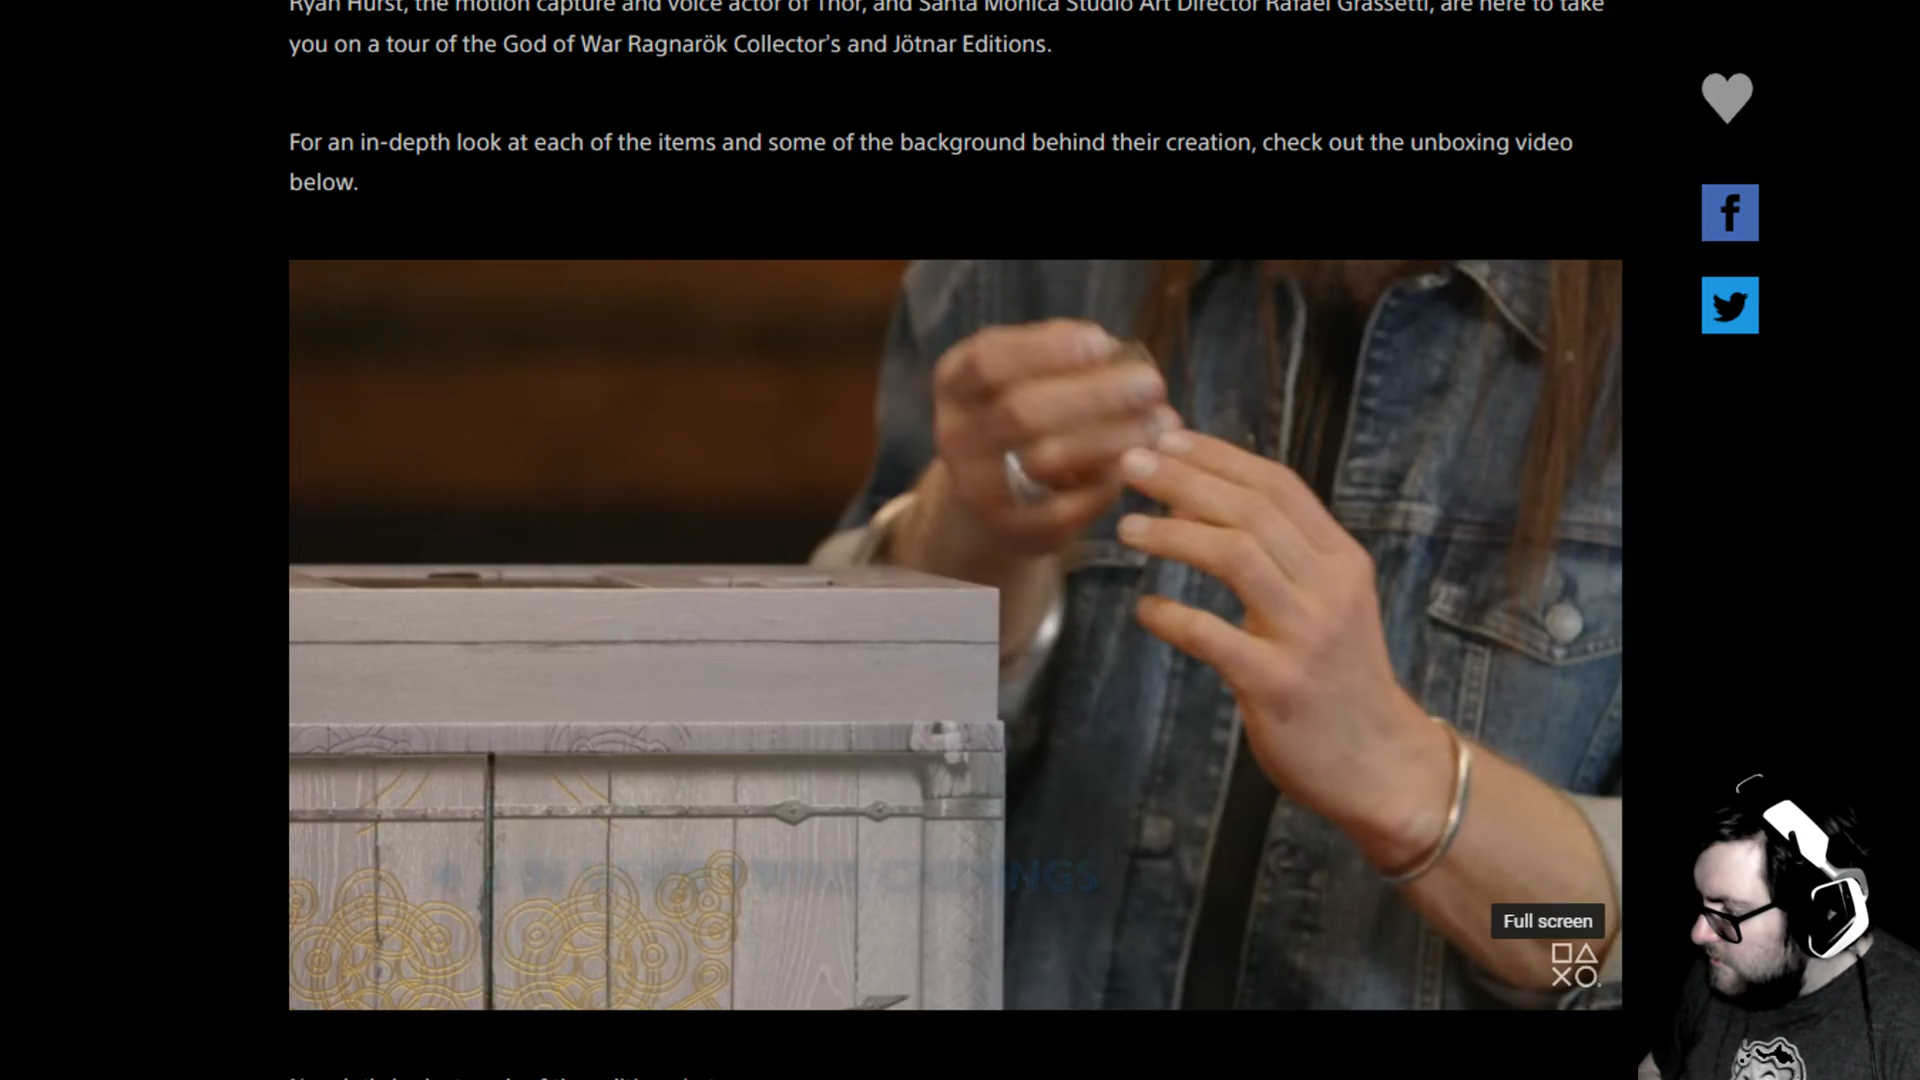 Ryan Hurst, the motion capture and voice actor of Thor, and Santa Monica Studio Art Director Rafael Grassetti, are here to take
you on a tour of the God of War Ragnarök Collector's and Jötnar Editions.
For an in-depth look at each of the items and some of the background behind their creation, check out the unboxing video
below.
Full screen